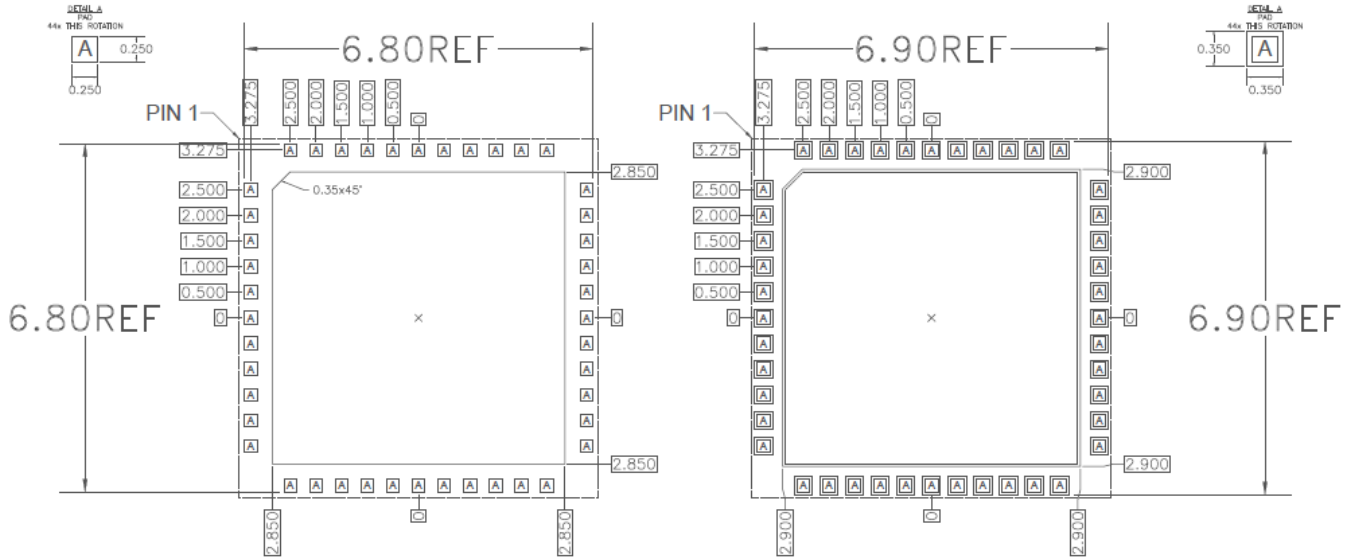 DETAIL A
PAD
44x THIS ROTATION
A
0.250
0.250
6.80REF
3.275
2.500
2.000
1.500
1.000
0.500
0
PIN 1
3.275
A A A A A A A A A A A
2.850
0.35x45°
2.500
A
A
2.000
A
A
1.500
A
A
1.000
A
A
0.500
A
A
6.80REF
0
A
A
0
A
A
A
A
A
A
A
A
A
A
2.850
A A A A A A A A A A A
0
2.850
2.850
DETAIL A
PAD
44x THIS ROTATION
A
0.350
0.350
6.90REF
3.275
2.500
2.000
1.500
1.000
0.500
0
PIN 1
3.275
A A A A A A A A A A A
2.900
2.500
A
A
2.000
A
A
1.500
A
A
1.000
A
A
0.500
A
A
0
A
A
0
6.90REF
A
A
A
A
A
A
A
A
A
A
2.900
A A A A A A A A A A A
0
2.900
2.900